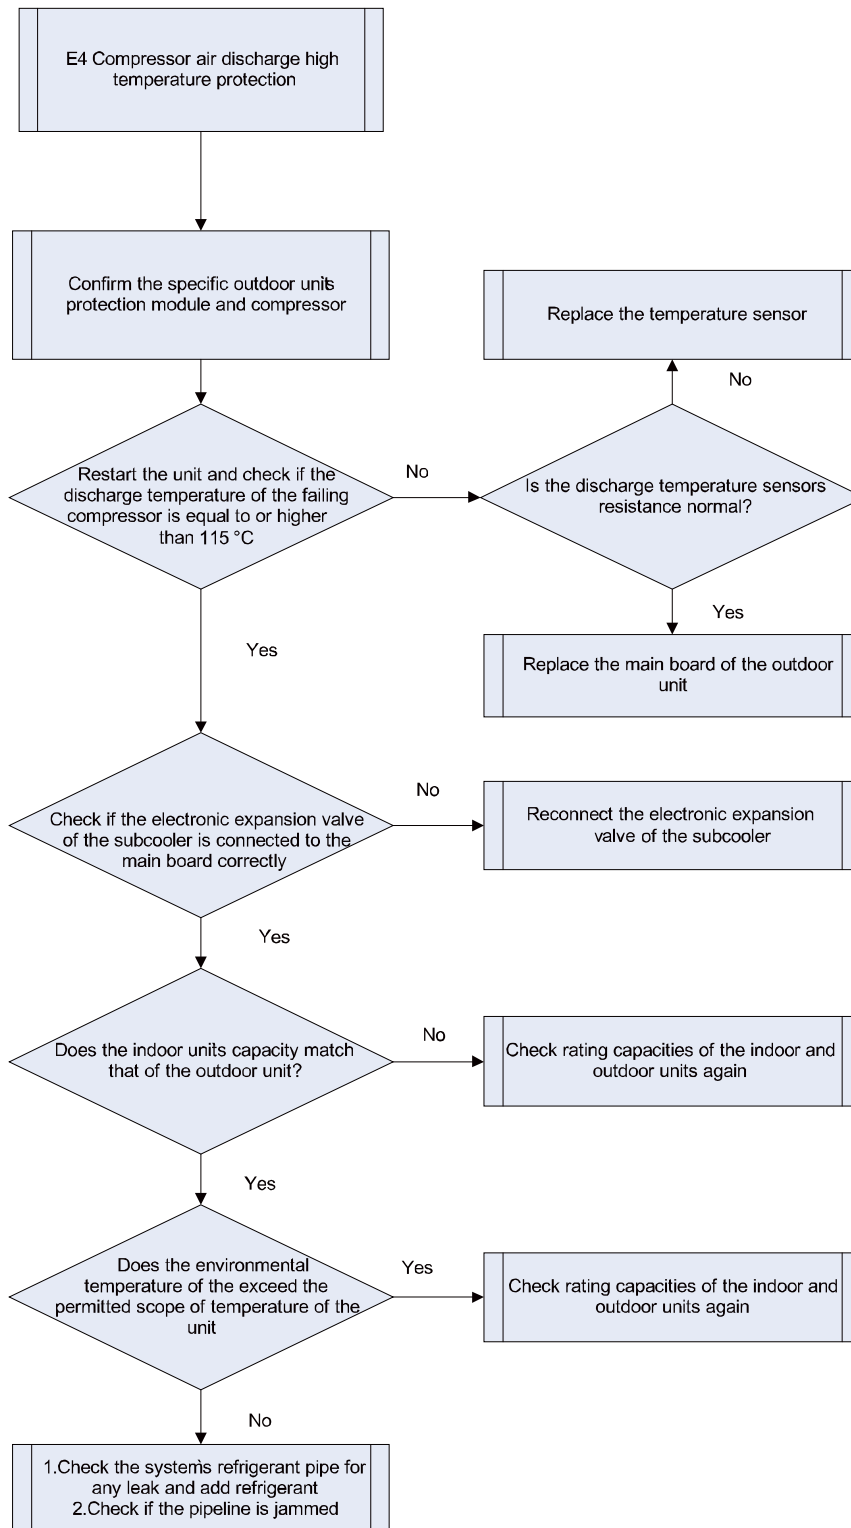 E4 Compressor air discharge high
temperature protection
Confirm the specific outdoor unit's
protection module and compressor
Replace the temperature sensor
No
Restart the unit and check if the
discharge temperature of the failing
compressor is equal to or higher
than 115 °C
No
Is the discharge temperature sensors
resistance normal?
Yes
Yes
Replace the main board of the outdoor
unit
Check if the electronic expansion valve
of the subcooler is connected to the
main board correctly
No
Reconnect the electronic expansion
valve of the subcooler
Yes
Does the indoor unit's capacity match
that of the outdoor unit?
No
Check rating capacities of the indoor and
outdoor units again
Yes
Does the environmental
temperature of the exceed the
permitted scope of temperature of the
unit
Yes
Check rating capacities of the indoor and
outdoor units again
No
1.Check the system's refrigerant pipe for
any leak and add refrigerant
2.Check if the pipeline is jammed